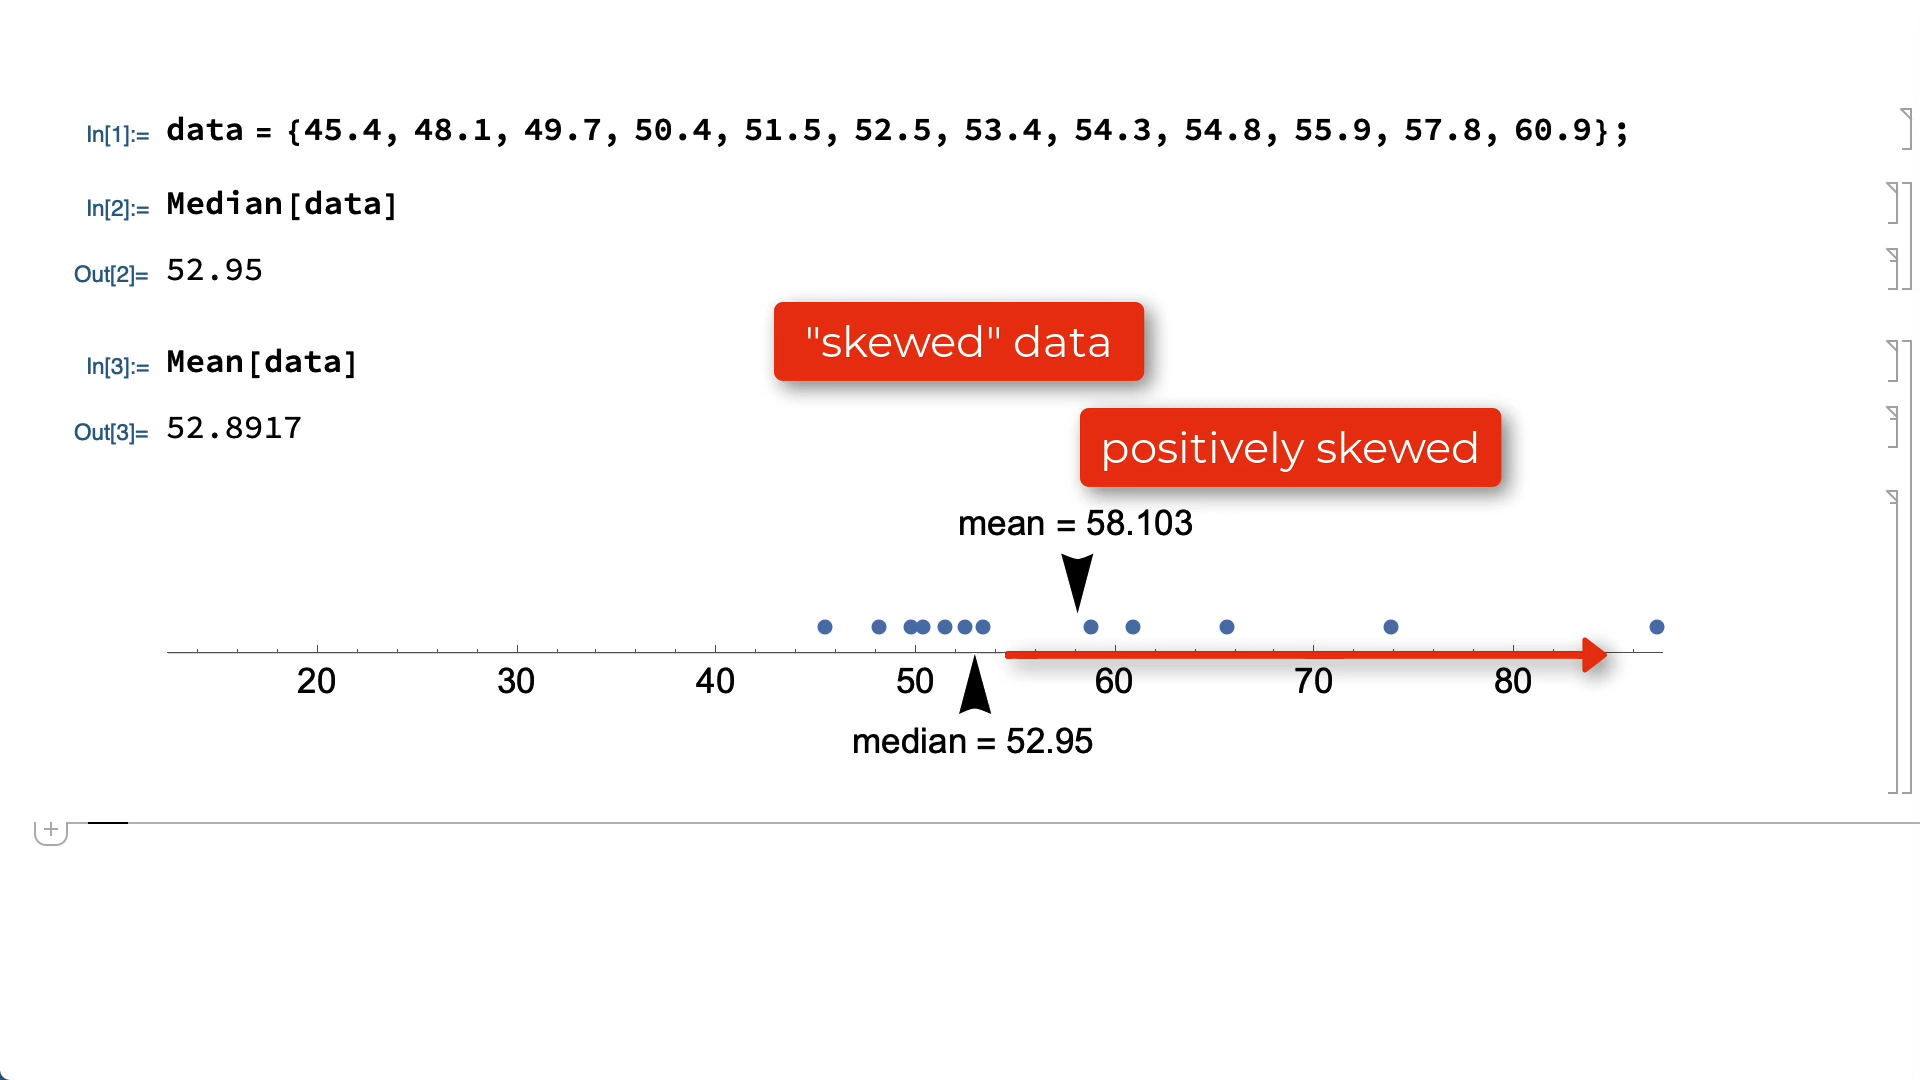 In[1]:= data = {45.4, 48.1, 49.7, 50.4, 51.5, 52.5, 53.4, 54.3, 54.8, 55.9, 57.8, 60.9};
In[2]:= Median[data]
Out[2]= 52.95
"skewed" data
In[3]:= Mean[data]
Out[3]= 52.8917
positively skewed
mean = 58.103
20 30 40 50 60 70 80
median = 52.95